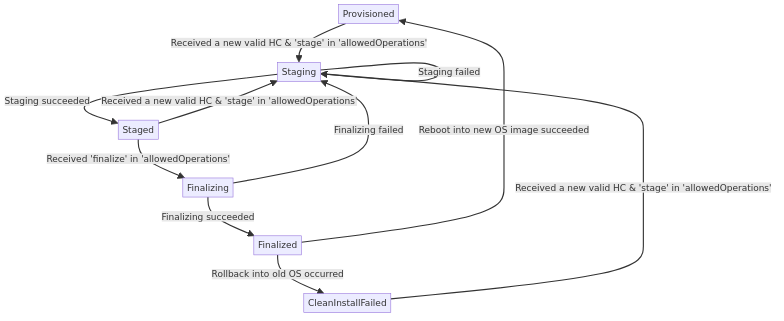 Provisioned
Received a new valid HC & 'stage' in 'allowedOperations'
Staging
Staging failed
Staging succeeded
Received a new valid HC & 'stage' in 'allowedOperations'
Staged
Finalizing failed
Reboot into new OS image succeeded
Received 'finalize' in 'allowedOperations'
Finalizing
Received a new valid HC & 'stage' in 'allowedOperations'
Finalizing succeeded
Finalized
Rollback into old OS occurred
CleanInstallFailed